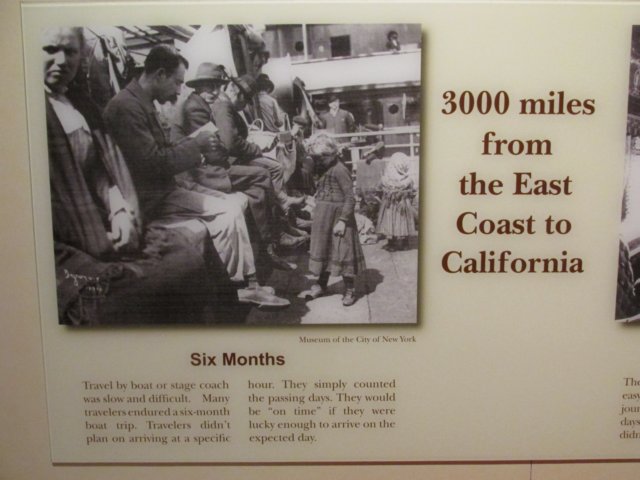 3000 miles
from
the East
Coast to
California
Museum of the City of New York
Six Months
Travel by boat or stage coach
was slow and difficult. Many
travelers endured a six-month
boat trip. Travelers didn't
plan on arriving at a specific
hour. They simply counted
the passing days. They would
be "on time" if they were
lucky enough to arrive on the
expected day.
easy
days
didn